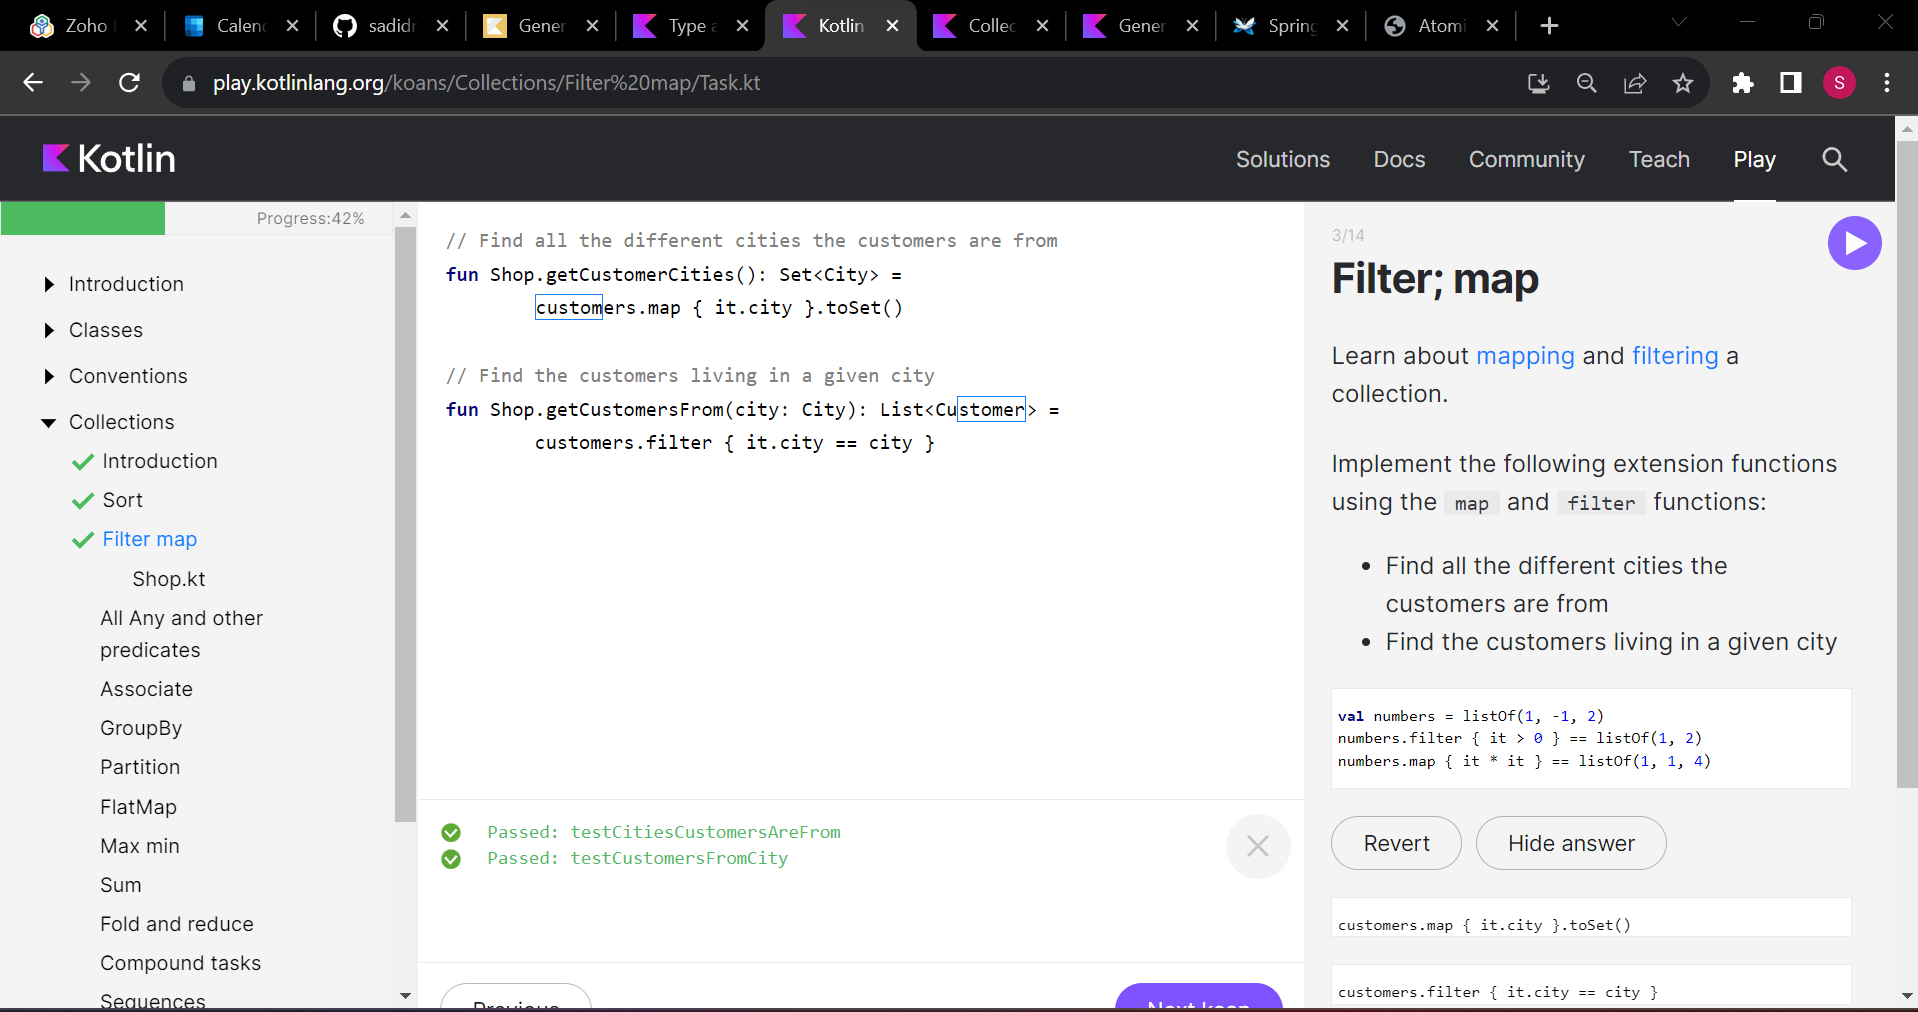 Zoho
Calend
sadidr
Gener
Type a
Kotlin
Collec
Gener
Spring
Atomi
play.kotlinlang.org/koans/Collections/Filter%20map/Task.kt
S
Kotlin
Solutions
Docs
Community
Teach
Play
Progress:42%
Introduction
Classes
Conventions
Collections
Introduction
Sort
Filter map
Shop.kt
All Any and other
predicates
Associate
GroupBy
Partition
FlatMap
Max min
Sum
Fold and reduce
Compound tasks
Sequences
// Find all the different cities the customers are from
fun Shop.getCustomerCities(): Set<City> =
customers.map { it.city }.toSet()
// Find the customers living in a given city
fun Shop.getCustomersFrom(city: City): List<Customer> =
customers.filter { it.city == city }
Passed: testCitiesCustomersAreFrom
Passed: testCustomersFromCity
Previous
Next
3/14
Filter; map
Learn about mapping and filtering a
collection.
Implement the following extension functions
using the map and filter functions:
• Find all the different cities the
customers are from
• Find the customers living in a given city
val numbers = listOf(1, -1, 2)
numbers.filter { it > 0 } == listOf(1, 2)
numbers.map { it * it } == listOf(1, 1, 4)
Revert
Hide answer
customers.map { it.city }.toSet()
customers.filter { it.city == city }